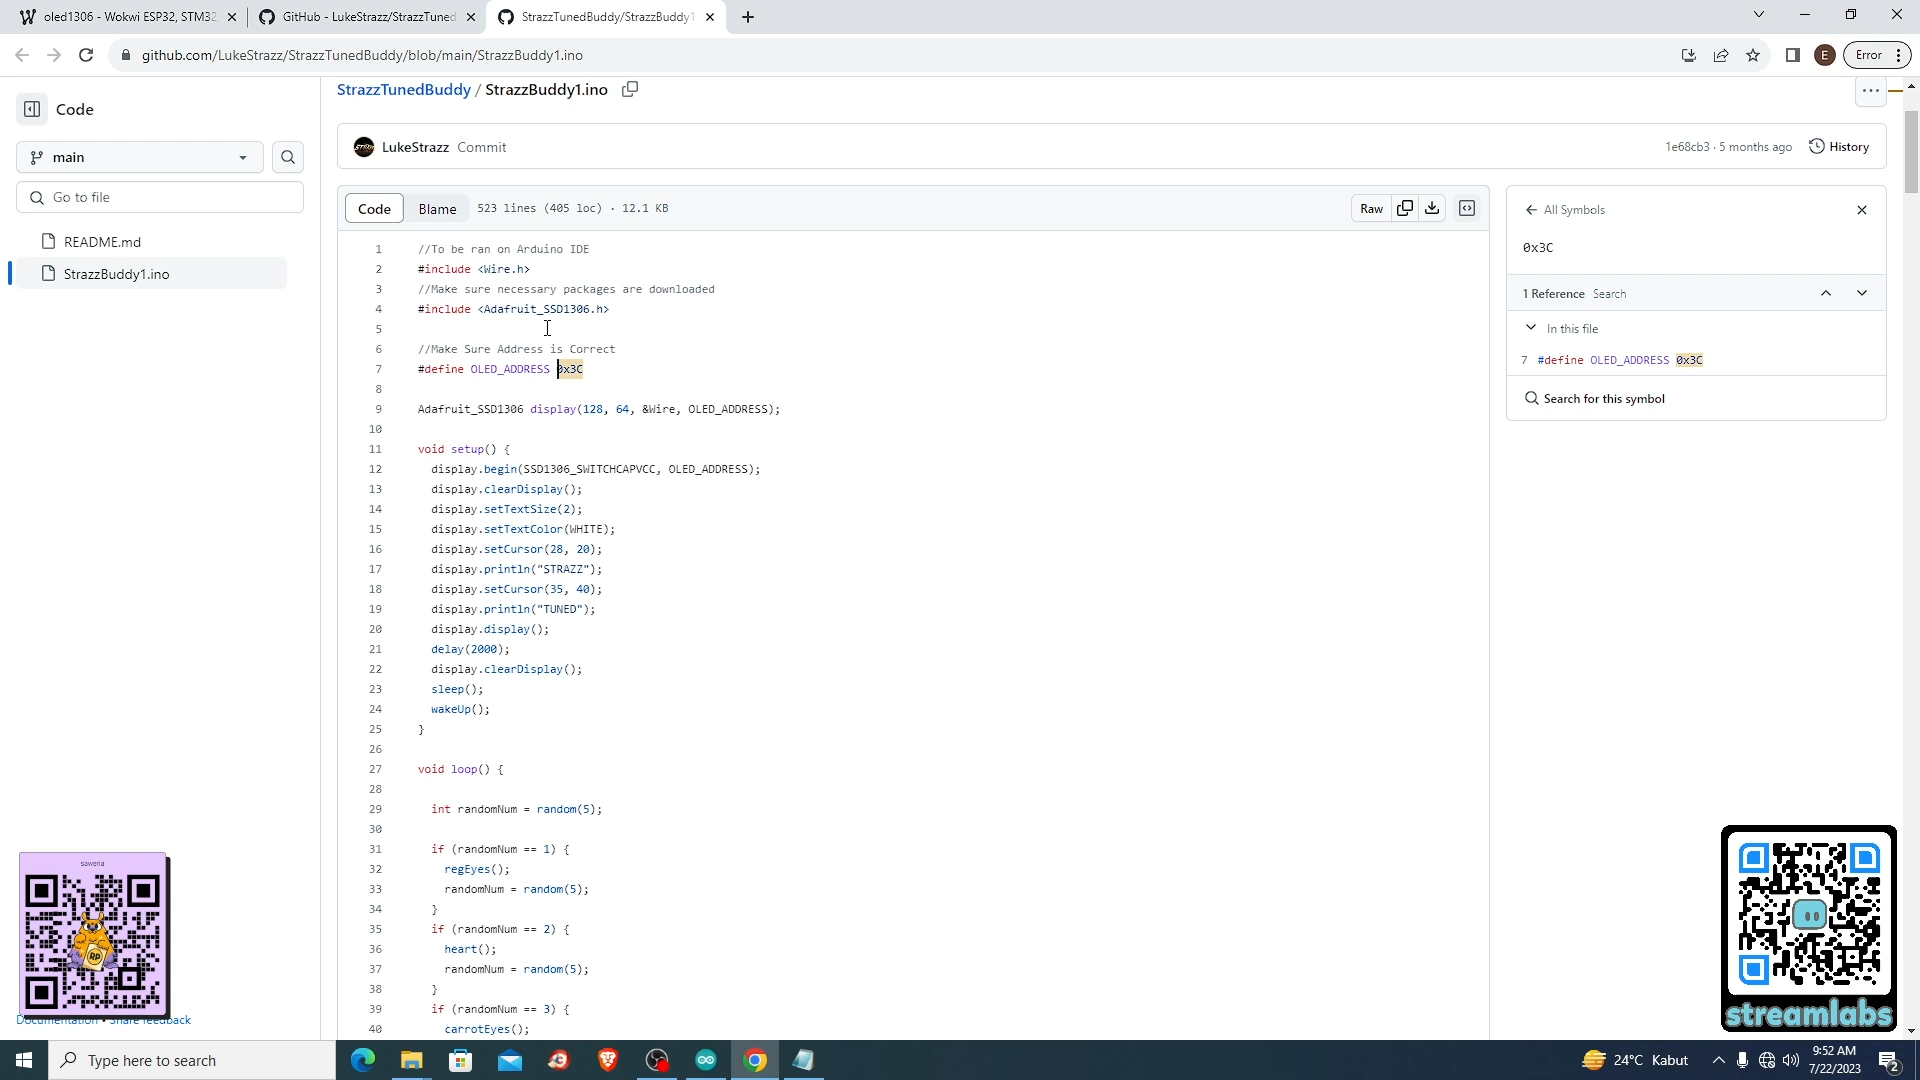 oled1306 - Wokwi ESP32, STM32
GitHub - LukeStrazz/StrazzTuned
StrazzTunedBuddy/StrazzBuddy1
github.com/LukeStrazz/StrazzTunedBuddy/blob/main/StrazzBuddy1.ino
E
Error
Code
main
Go to file
README.md
StrazzBuddy1.ino
StrazzTunedBuddy / StrazzBuddy1.ino
LukeStrazz Commit
1e68cb3 · 5 months ago
History
Code
Blame
523 lines (405 loc) · 12.1 KB
Raw
1 //To be ran on Arduino IDE
2 #include <Wire.h>
3 //Make sure necessary packages are downloaded
4 #include <Adafruit_SSD1306.h>
5
6 //Make Sure Address is Correct
7 #define OLED_ADDRESS 0x3C
8
9 Adafruit_SSD1306 display(128, 64, &Wire, OLED_ADDRESS);
10
11 void setup() {
12 display.begin(SSD1306_SWITCHCAPVCC, OLED_ADDRESS);
13 display.clearDisplay();
14 display.setTextSize(2);
15 display.setTextColor(WHITE);
16 display.setCursor(28, 20);
17 display.println("STRAZZ");
18 display.setCursor(35, 40);
19 display.println("TUNED");
20 display.display();
21 delay(2000);
22 display.clearDisplay();
23 sleep();
24 wakeUp();
25 }
26
27 void loop() {
28
29 int randomNum = random(5);
30
31 if (randomNum == 1) {
32 regEyes();
33 randomNum = random(5);
34 }
35 if (randomNum == 2) {
36 heart();
37 randomNum = random(5);
38 }
39 if (randomNum == 3) {
40 carrotEyes();
All Symbols
0x3C
1 Reference Search
In this file
7 #define OLED_ADDRESS 0x3C
Search for this symbol
saweria
RP
Documentation • Share feedback
streamlabs
Type here to search
24°C Kabut
9:52 AM
7/22/2023
2